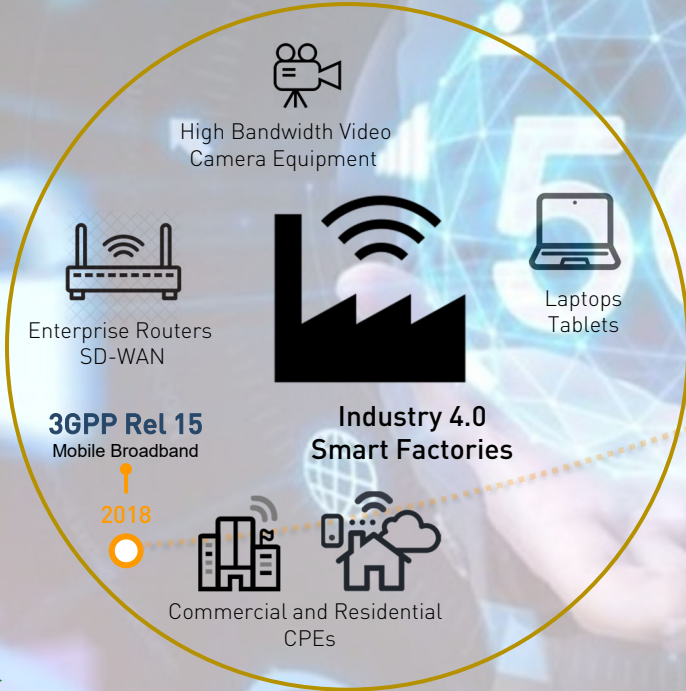 High Bandwidth Video
Camera Equipment
Enterprise Routers
SD-WAN
Laptops
Tablets
Industry 4.0
Smart Factories
3GPP Rel 15
Mobile Broadband
2018
Commercial and Residential
CPEs